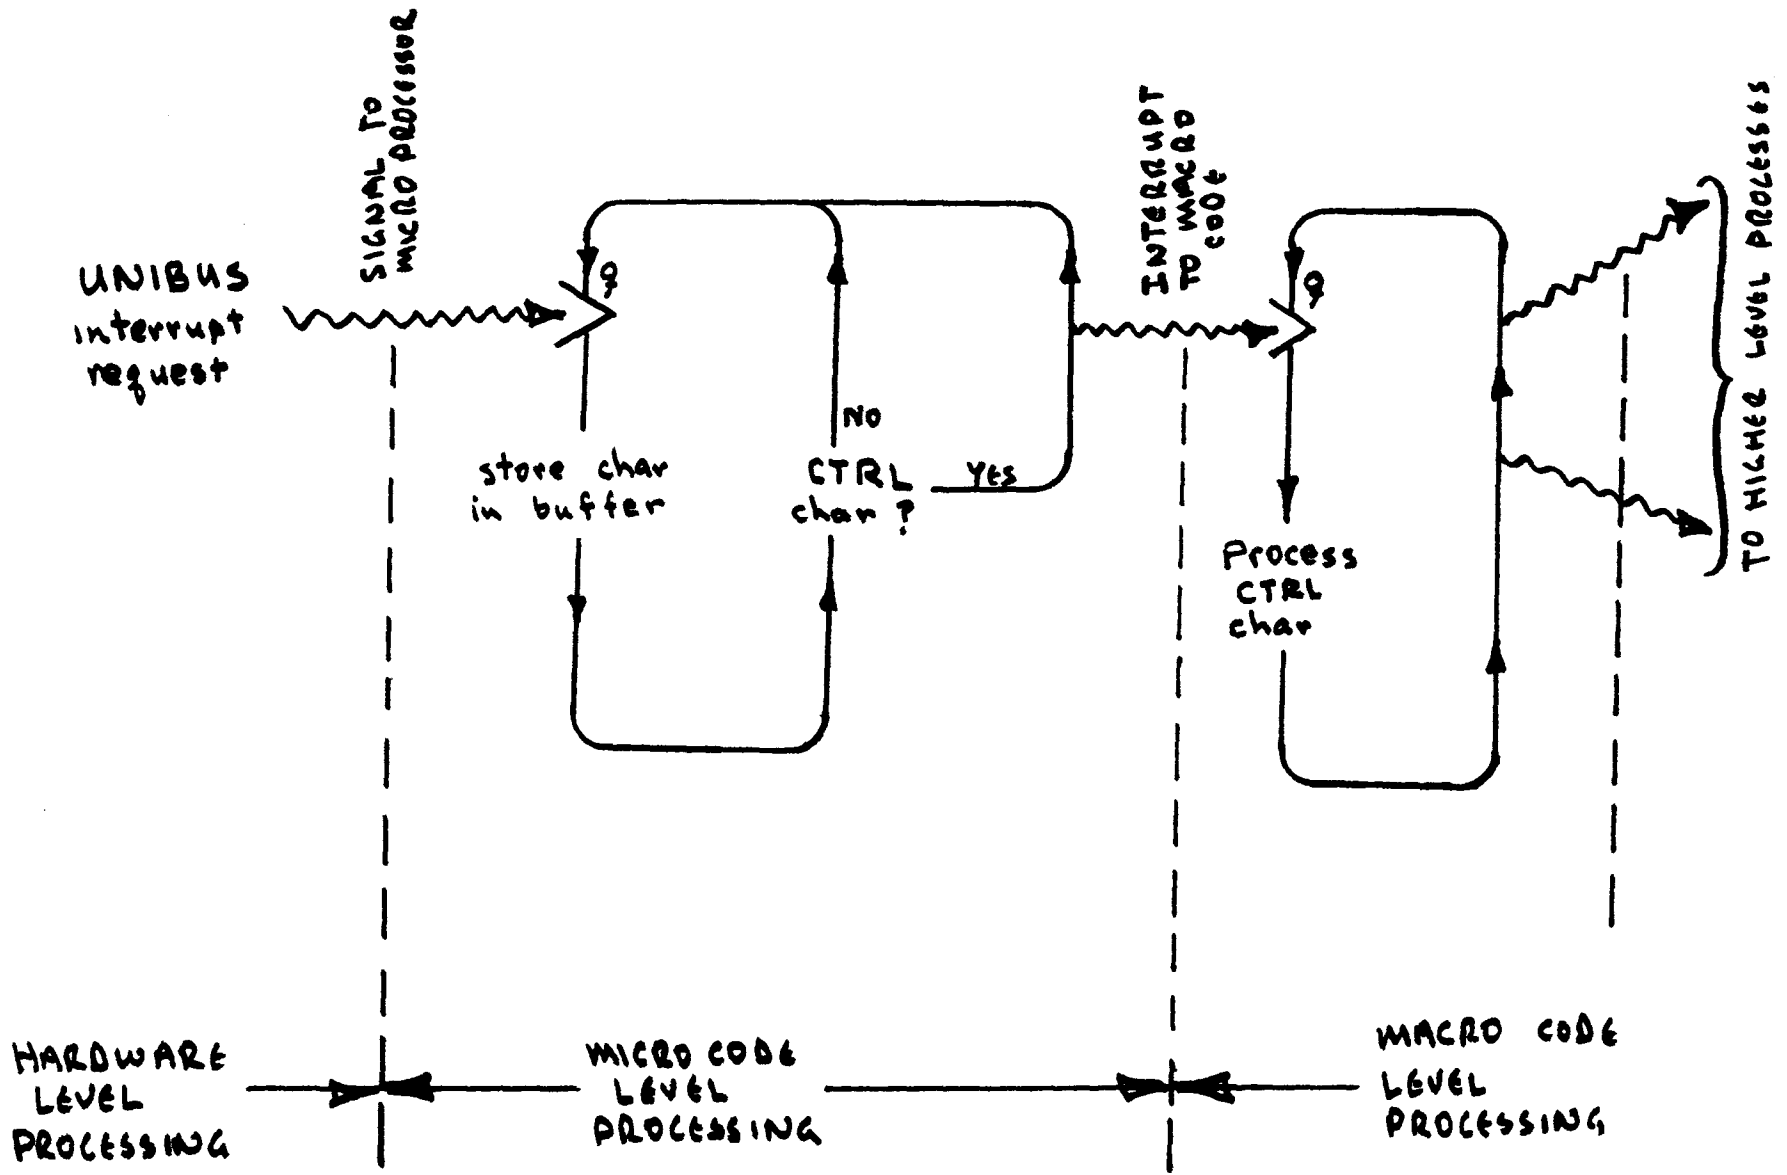 SIGNAL TO
MICRO PROCESSOR
UNIBUS
interrupt
request
Q
store char
in buffer
NO
CTRL
char?
YES
INTERRUPT
TO MACRO
CODE
Q
Process
CTRL
char
TO HIGHER LEVEL PROCESSES
HARDWARE
LEVEL
PROCESSING
MICRO CODE
LEVEL
PROCESSING
MACRO CODE
LEVEL
PROCESSING